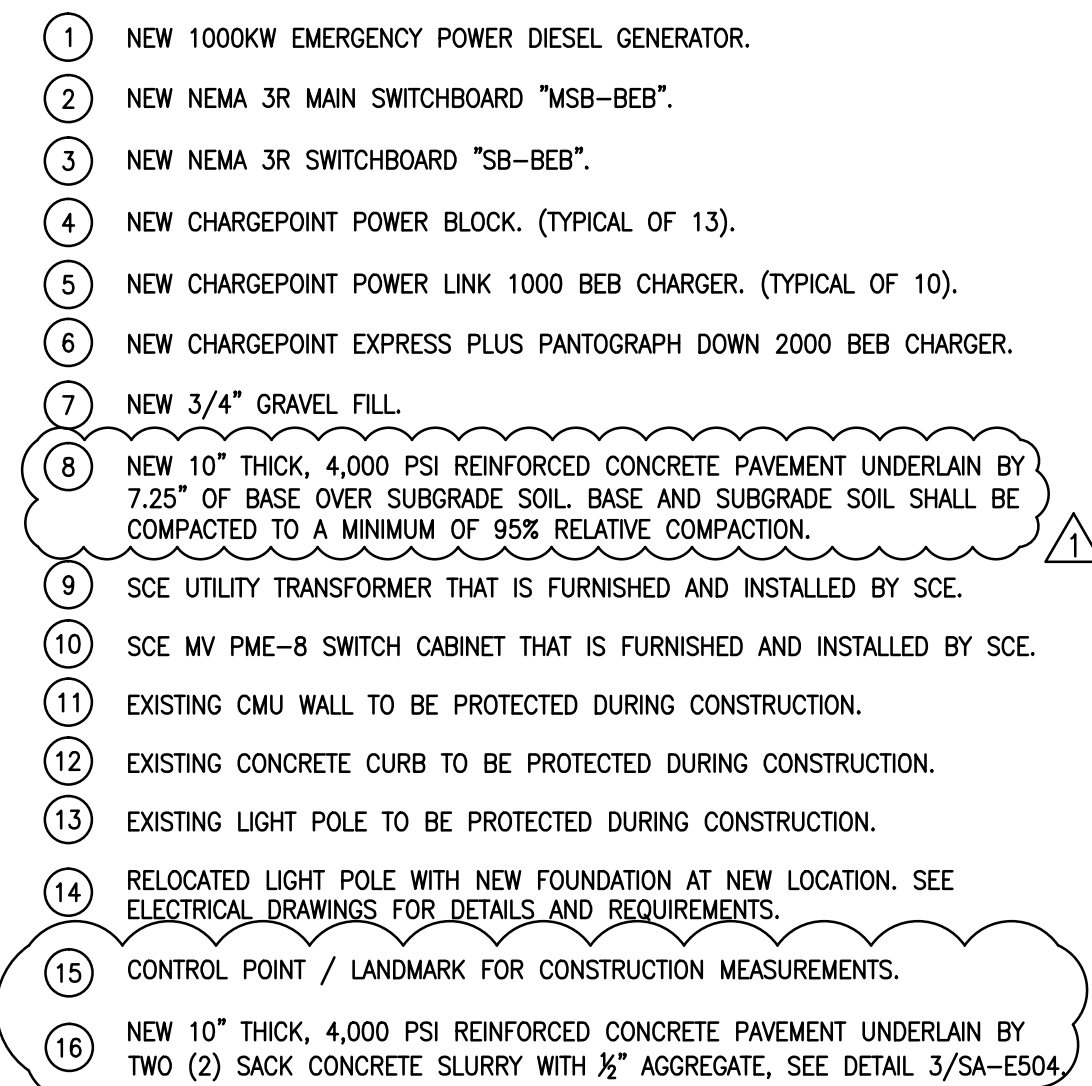 1 NEW 1000KW EMERGENCY POWER DIESEL GENERATOR.
2 NEW NEMA 3R MAIN SWITCHBOARD "MSB-BEB".
3 NEW NEMA 3R SWITCHBOARD "SB-BEB".
4 NEW CHARGEPOINT POWER BLOCK. (TYPICAL OF 13).
5 NEW CHARGEPOINT POWER LINK 1000 BEB CHARGER. (TYPICAL OF 10).
6 NEW CHARGEPOINT EXPRESS PLUS PANTOGRAPH DOWN 2000 BEB CHARGER.
7 NEW 3/4" GRAVEL FILL.
8 NEW 10" THICK, 4,000 PSI REINFORCED CONCRETE PAVEMENT UNDERLAIN BY
7.25" OF BASE OVER SUBGRADE SOIL. BASE AND SUBGRADE SOIL SHALL BE
COMPACTED TO A MINIMUM OF 95% RELATIVE COMPACTION.
1
9 SCE UTILITY TRANSFORMER THAT IS FURNISHED AND INSTALLED BY SCE.
10 SCE MV PME-8 SWITCH CABINET THAT IS FURNISHED AND INSTALLED BY SCE.
11 EXISTING CMU WALL TO BE PROTECTED DURING CONSTRUCTION.
12 EXISTING CONCRETE CURB TO BE PROTECTED DURING CONSTRUCTION.
13 EXISTING LIGHT POLE TO BE PROTECTED DURING CONSTRUCTION.
14 RELOCATED LIGHT POLE WITH NEW FOUNDATION AT NEW LOCATION. SEE
ELECTRICAL DRAWINGS FOR DETAILS AND REQUIREMENTS.
15 CONTROL POINT / LANDMARK FOR CONSTRUCTION MEASUREMENTS.
16 NEW 10" THICK, 4,000 PSI REINFORCED CONCRETE PAVEMENT UNDERLAIN BY
TWO (2) SACK CONCRETE SLURRY WITH ½" AGGREGATE, SEE DETAIL 3/SA-E504.